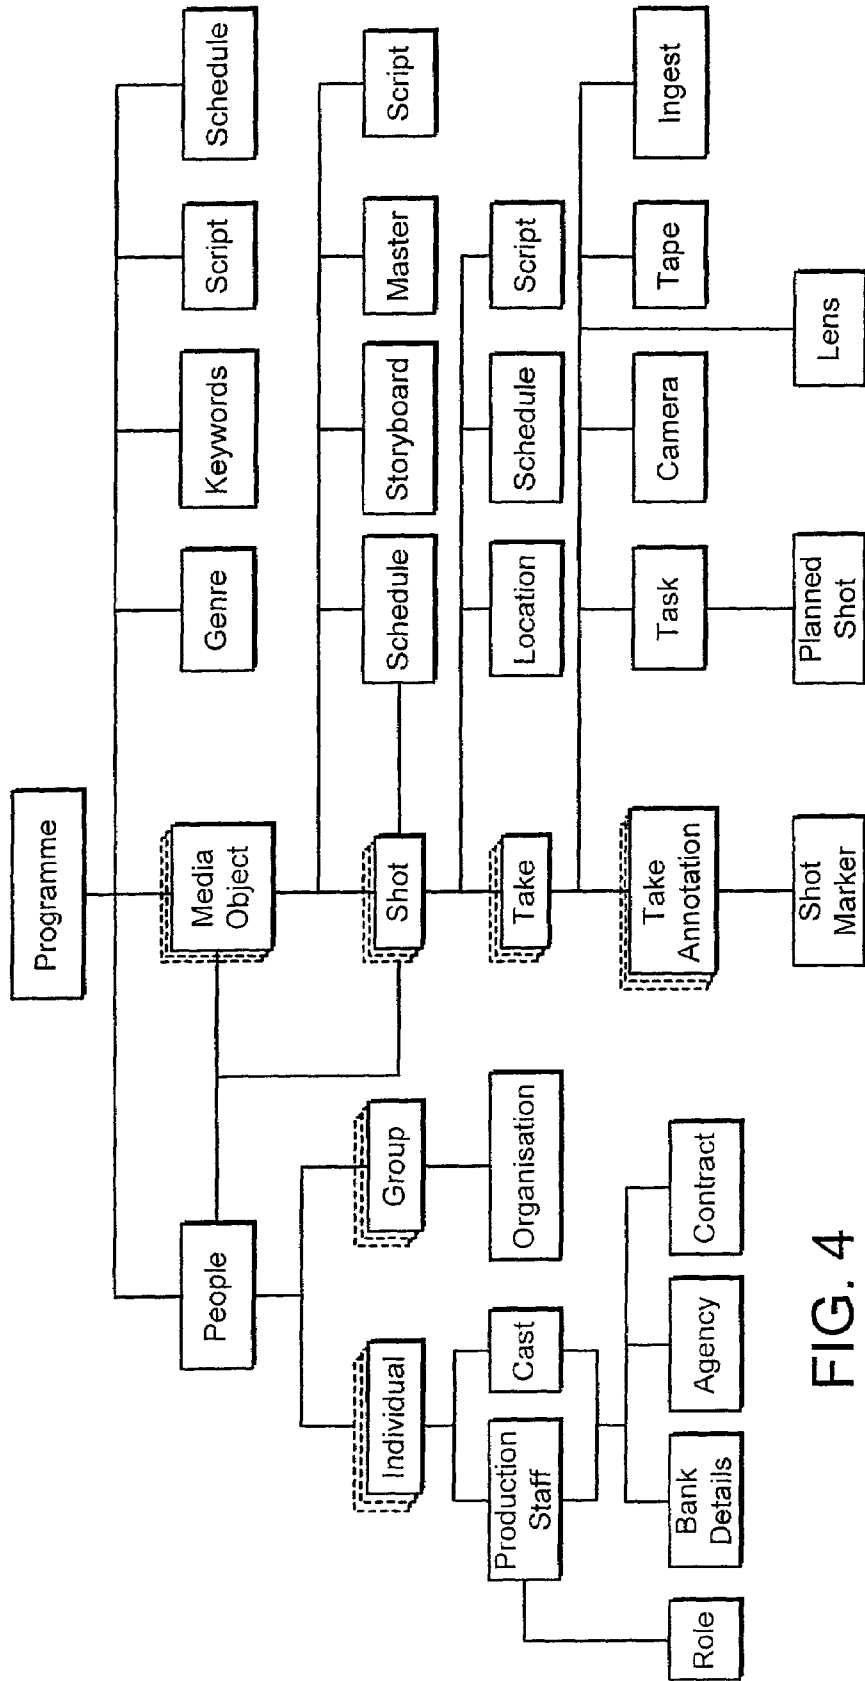 Programme
People
Media
Object
Genre
Keywords
Script
Schedule
Individual
Group
Shot
Schedule
Storyboard
Master
Script
Production
Staff
Cast
Organisation
Take
Location
Schedule
Script
Role
Bank
Details
Agency
Contract
Take
Annotation
Task
Camera
Tape
Ingest
Shot
Marker
Planned
Shot
Lens
FIG. 4